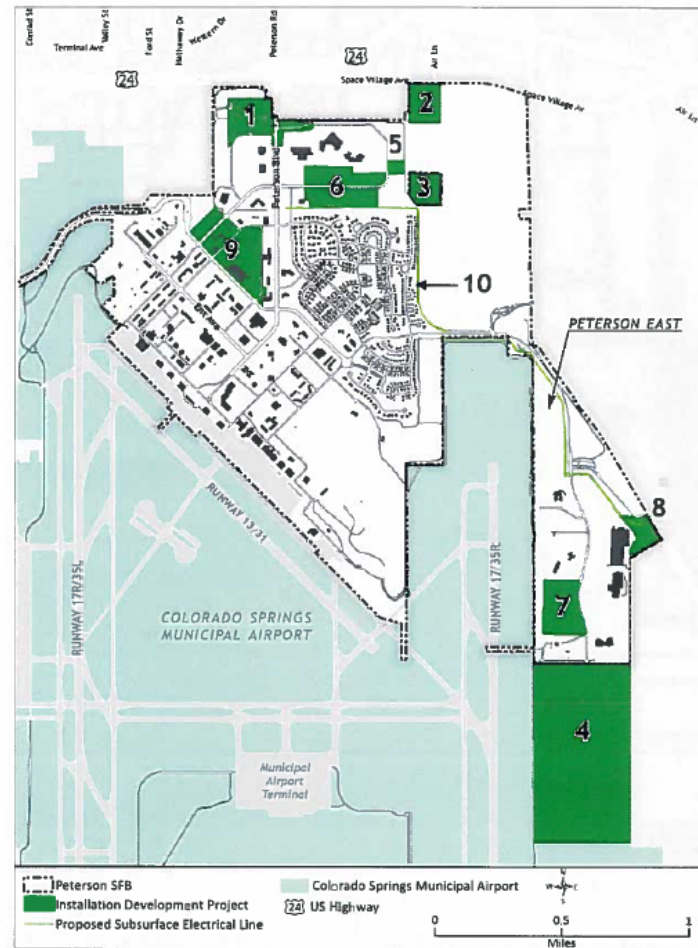 Conrad St
Valley St
Terminal Ave
Ford St
Hathaway Dr
Western Dr
Peterson Rd
24
24
Air Ln
Space Village Ave
Space Village Av
Air Ln
1
2
Peterson Blvd
5
6
3
9
10
PETERSON EAST
8
RUNWAY 13/31
RUNWAY 17R/35L
RUNWAY 17/35R
COLORADO SPRINGS
MUNICIPAL AIRPORT
7
4
Municipal
Airport
Terminal
Peterson SFB
Installation Development Project
Proposed Subsurface Electrical Line
Colorado Springs Municipal Airport
24 US Highway
W E
S
0 0.5 1
Miles